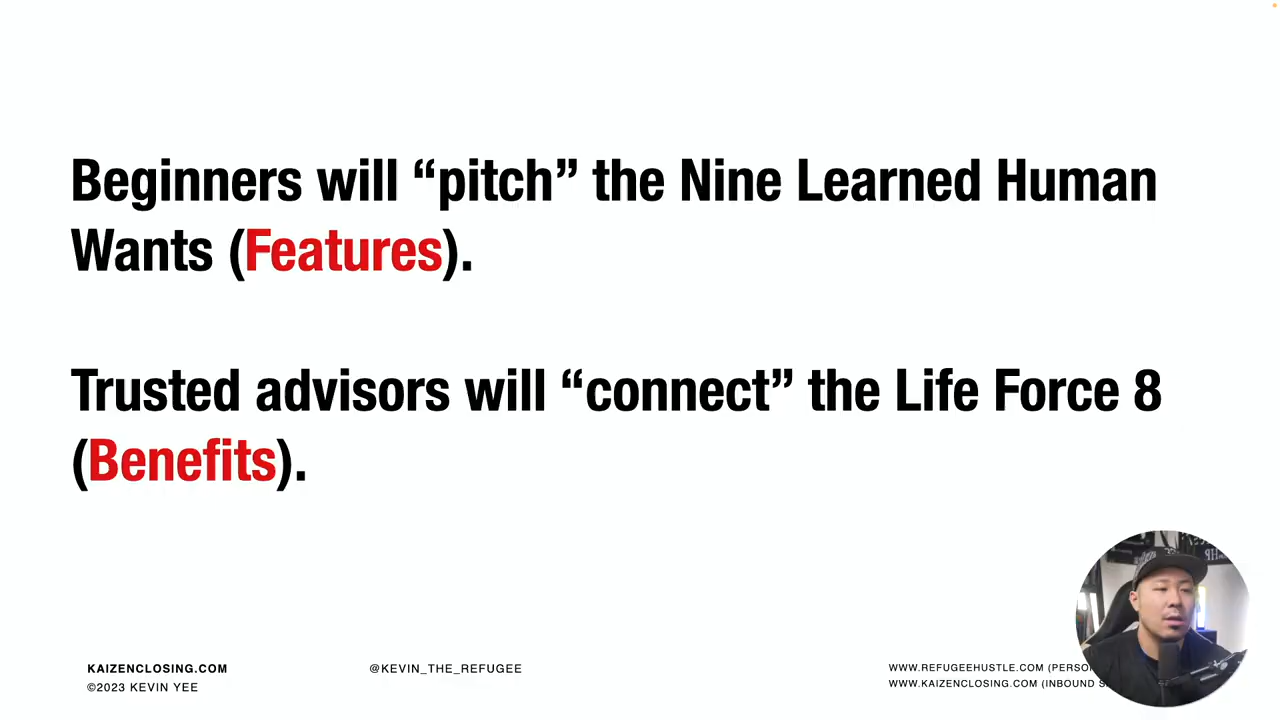 Beginners will “pitch” the Nine Learned Human
Wants (Features).
Trusted advisors will “connect” the Life Force 8
(Benefits).
KAIZENCLOSING.COM
©2023 KEVIN YEE
@KEVIN_THE_REFUGEE
WWW.REFUGEEHUSTLE.COM
WWW.KAIZENCLOSING.COM (INBOUND